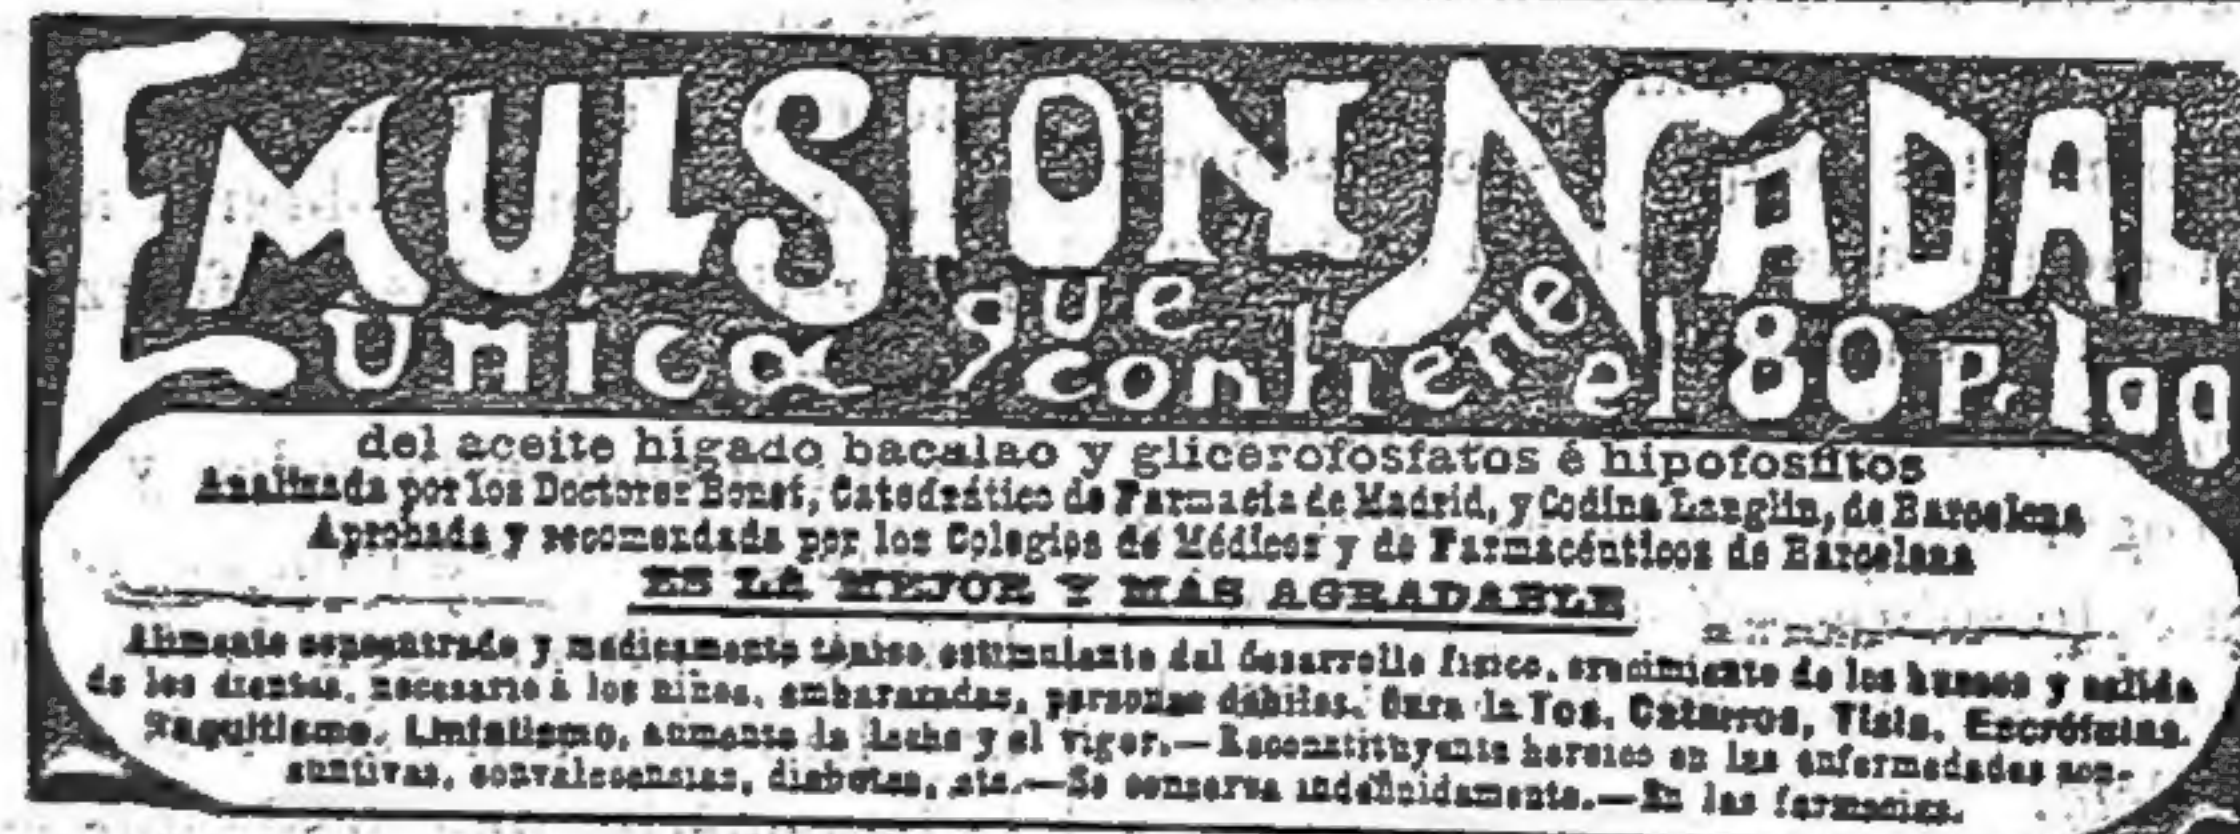 EMULSION NADAL
única que contiene el 80 p. 100
del aceite hígado bacalao y glicerofosfatos é hipofosfitos
Analizada por los Doctores Bonet, Catedrático de Farmacia de Madrid, y Codina Langlin, de Barcelona
Aprobada y recomendada por los Colegios de Médicos y de Farmacéuticos de Barcelona
ES LA MEJOR Y MÁS AGRADABLE
Alimento concentrado y medicamento tónico estimulante del desarrollo físico, crecimiento de los huesos y salida
de los dientes, necesario á los niños, embarazadas, personas débiles. Cura la Tos, Catarros, Tisis, Escrófulas,
Raquitismo, Linfatismo, aumenta la leche y el vigor.—Reconstituyente heroico en las enfermedades con-
suntivas, convalecencias, diabetes, etc.—Se conserva indefinidamente.—En las farmacias.